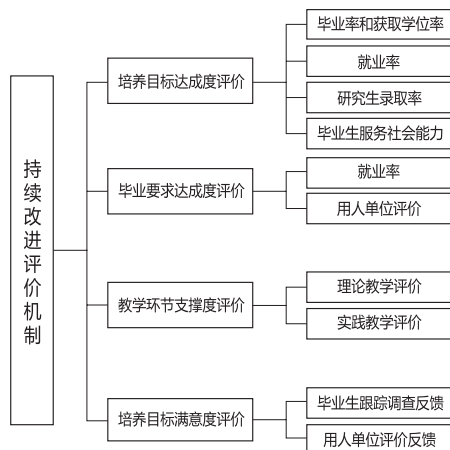 持续改进评价机制
培养目标达成度评价
毕业率和获取学位率
就业率
研究生录取率
毕业生服务社会能力
毕业要求达成度评价
就业率
用人单位评价
教学环节支撑度评价
理论教学评价
实践教学评价
培养目标满意度评价
毕业生跟踪调查反馈
用人单位评价反馈